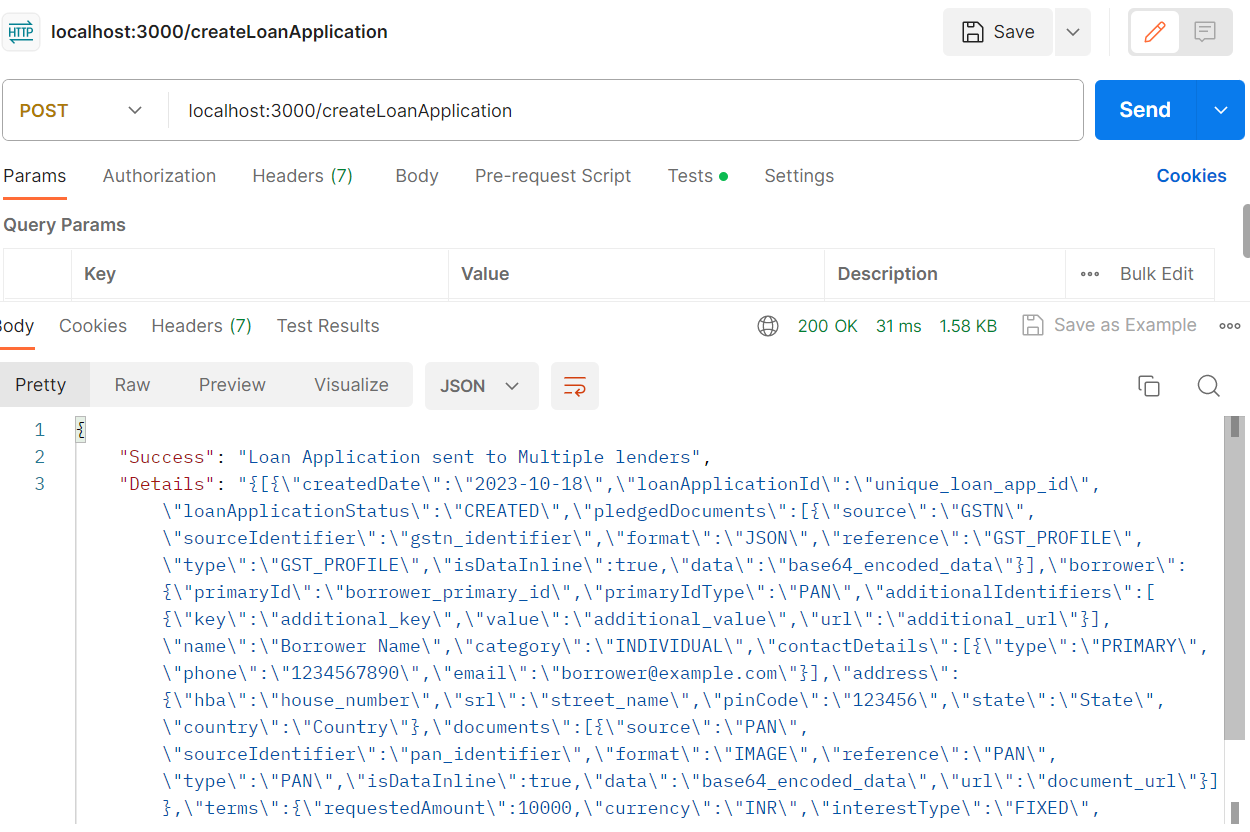 HTTP localhost:3000/createLoanApplication Save
POST localhost:3000/createLoanApplication Send
Params Authorization Headers (7) Body Pre-request Script Tests Settings Cookies
Query Params
Key Value Description Bulk Edit
ody Cookies Headers (7) Test Results 200 OK 31 ms 1.58 KB Save as Example
Pretty Raw Preview Visualize JSON
1 {
2 "Success": "Loan Application sent to Multiple lenders",
3 "Details": "{[{\"createdDate\":\"2023-10-18\",\"loanApplicationId\":\"unique_loan_app_id\",
\"loanApplicationStatus\":\"CREATED\",\"pledgedDocuments\":[{\"source\":\"GSTN\",
\"sourceIdentifier\":\"gstn_identifier\",\"format\":\"JSON\",\"reference\":\"GST_PROFILE\",
\"type\":\"GST_PROFILE\",\"isDataInline\":true,\"data\":\"base64_encoded_data\"}],\"borrower\":
{\"primaryId\":\"borrower_primary_id\",\"primaryIdType\":\"PAN\",\"additionalIdentifiers\":[
{\"key\":\"additional_key\",\"value\":\"additional_value\",\"url\":\"additional_url\"}],
\"name\":\"Borrower Name\",\"category\":\"INDIVIDUAL\",\"contactDetails\":[{\"type\":\"PRIMARY\",
\"phone\":\"1234567890\",\"email\":\"borrower@example.com\"}],\"address\":
{\"hba\":\"house_number\",\"srl\":\"street_name\",\"pinCode\":\"123456\",\"state\":\"State\",
\"country\":\"Country\"},\"documents\":[{\"source\":\"PAN\",
\"sourceIdentifier\":\"pan_identifier\",\"format\":\"IMAGE\",\"reference\":\"PAN\",
\"type\":\"PAN\",\"isDataInline\":true,\"data\":\"base64_encoded_data\",\"url\":\"document_url\"}]
},\"terms\":{\"requestedAmount\":10000,\"currency\":\"INR\",\"interestType\":\"FIXED\",